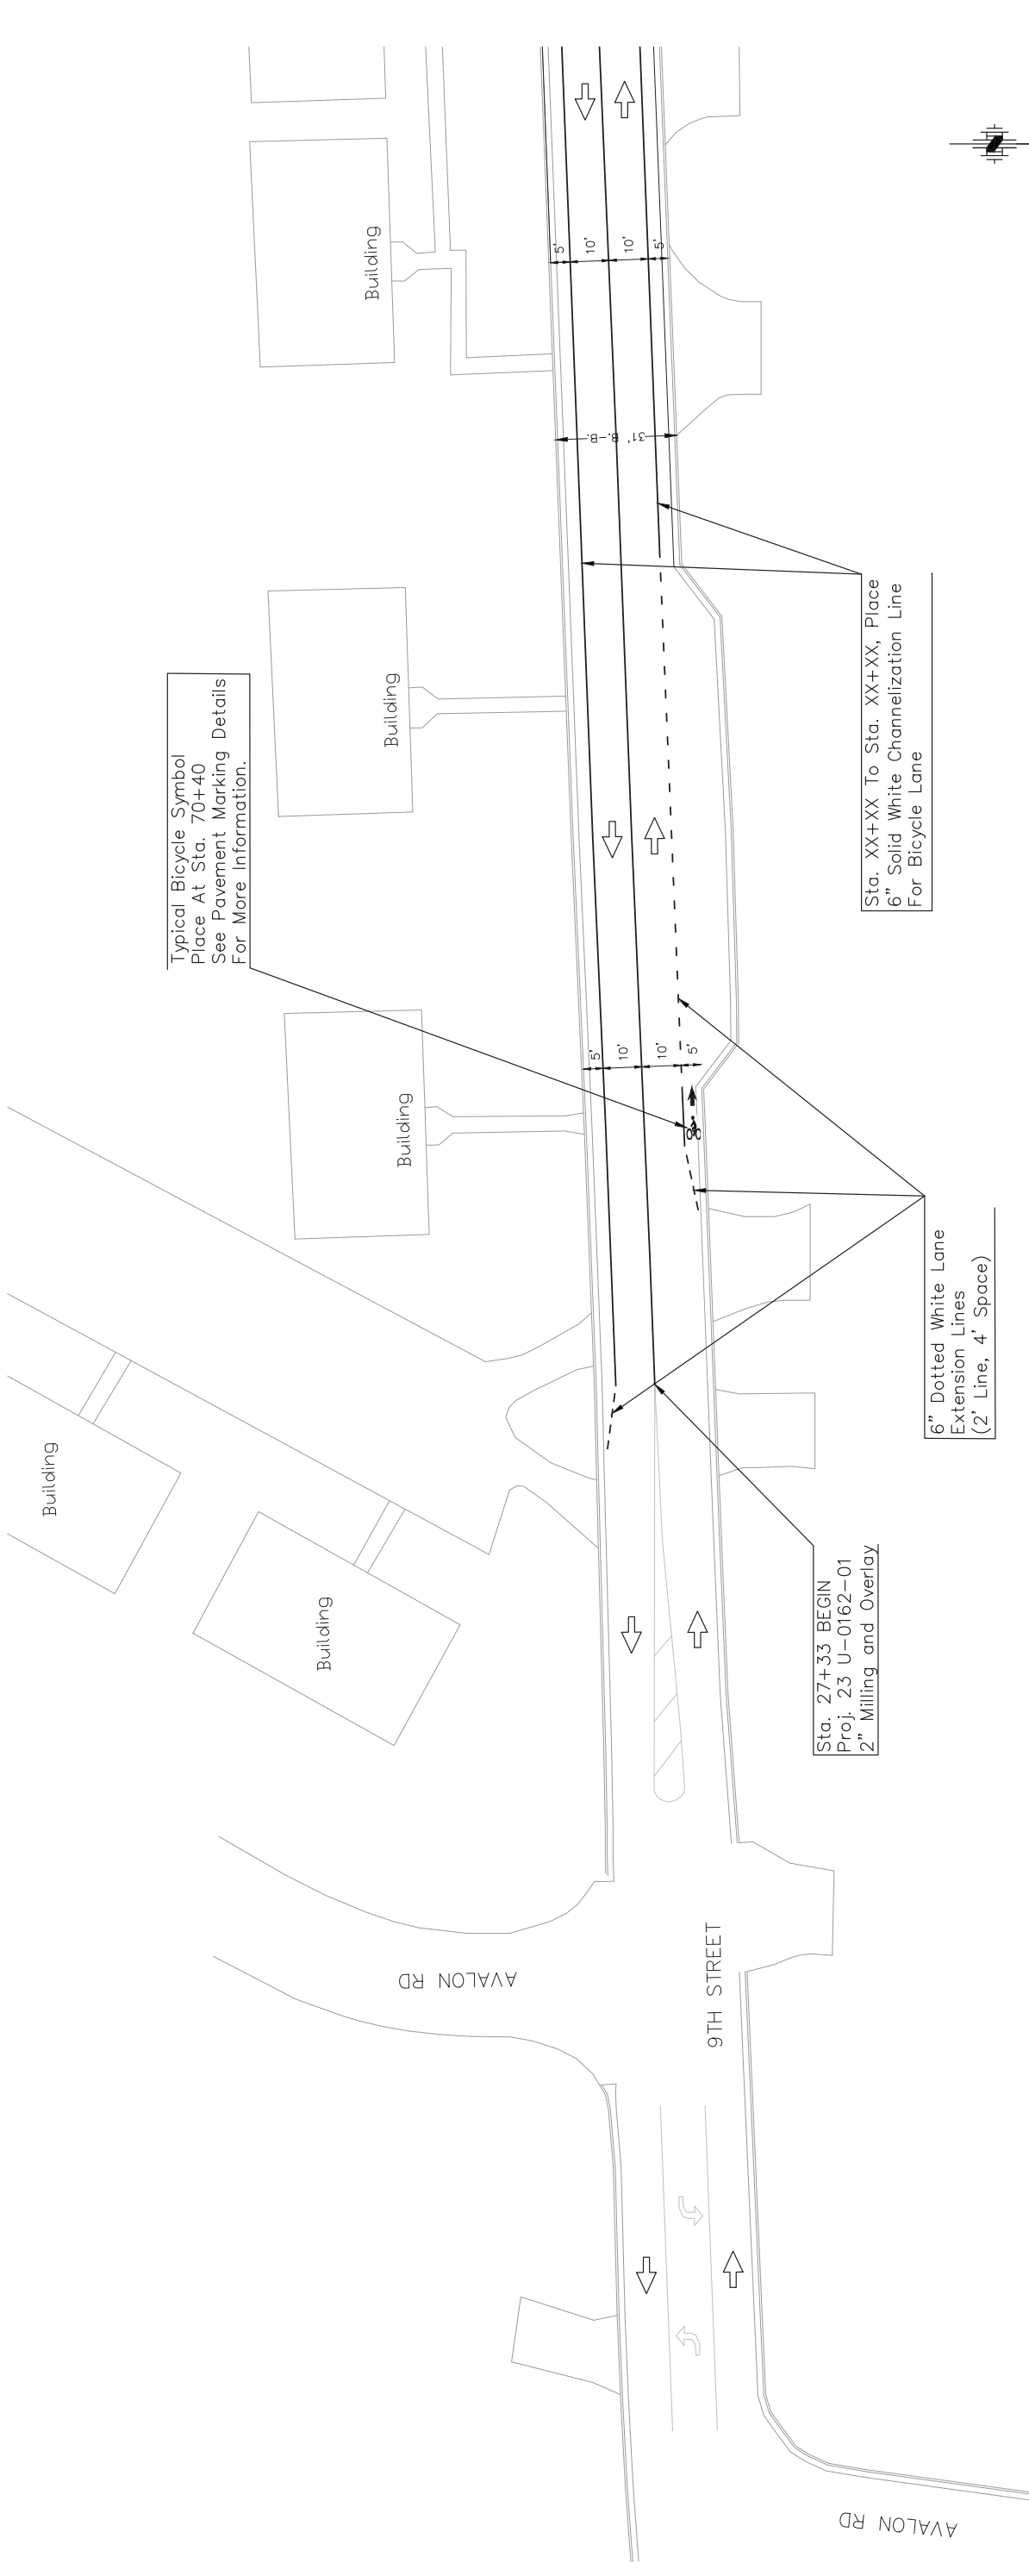 Building
Building
Building
Building
Building
Typical Bicycle Symbol
Place At Sta. 70+40
See Pavement Marking Details
For More Information.
5'
10'
10'
5'
5'
10'
10'
5'
31' B.-B.
Sta. XX+XX To Sta. XX+XX, Place
6" Solid White Channelization Line
For Bicycle Lane
6" Dotted White Lane
Extension Lines
(2' Line, 4' Space)
Sta. 27+33 BEGIN
Proj. 23 U-0162-01
2" Milling and Overlay
AVALON RD
9TH STREET
AVALON RD